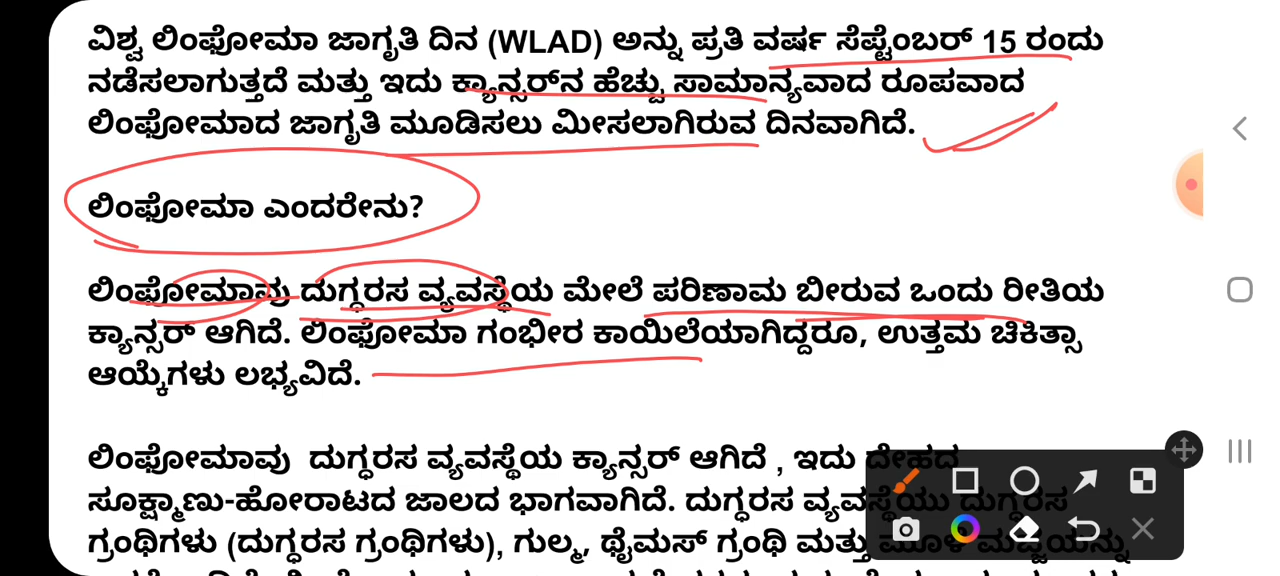 ವಿಶ್ವ ಲಿಂಫೋಮಾ ಜಾಗೃತಿ ದಿನ (WLAD) ಅನ್ನು ಪ್ರತಿ ವರ್ಷ ಸೆಪ್ಟೆಂಬರ್ 15 ರಂದು
ನಡೆಸಲಾಗುತ್ತದೆ ಮತ್ತು ಇದು ಕ್ಯಾನ್ಸರ್‌ನ ಹೆಚ್ಚು ಸಾಮಾನ್ಯವಾದ ರೂಪವಾದ
ಲಿಂಫೋಮಾದ ಜಾಗೃತಿ ಮೂಡಿಸಲು ಮೀಸಲಾಗಿರುವ ದಿನವಾಗಿದೆ.
ಲಿಂಫೋಮಾ ಎಂದರೇನು?
ಲಿಂಫೋಮಾವು ದುಗ್ಧರಸ ವ್ಯವಸ್ಥೆಯ ಮೇಲೆ ಪರಿಣಾಮ ಬೀರುವ ಒಂದು ರೀತಿಯ
ಕ್ಯಾನ್ಸರ್ ಆಗಿದೆ. ಲಿಂಫೋಮಾ ಗಂಭೀರ ಕಾಯಿಲೆಯಾಗಿದ್ದರೂ, ಉತ್ತಮ ಚಿಕಿತ್ಸಾ
ಆಯ್ಕೆಗಳು ಲಭ್ಯವಿದೆ.
ಲಿಂಫೋಮಾವು ದುಗ್ಧರಸ ವ್ಯವಸ್ಥೆಯ ಕ್ಯಾನ್ಸರ್ ಆಗಿದೆ , ಇದು ದೇಹದ
ಸೂಕ್ಷ್ಮಾಣು-ಹೋರಾಟದ ಜಾಲದ ಭಾಗವಾಗಿದೆ. ದುಗ್ಧರಸ ವ್ಯವಸ್ಥೆಯು ದುಗ್ಧರಸ
ಗ್ರಂಥಿಗಳು (ದುಗ್ಧರಸ ಗ್ರಂಥಿಗಳು), ಗುಲ್ಮ, ಥೈಮಸ್ ಗ್ರಂಥಿ ಮತ್ತು ಮೂಳೆ ಮಜ್ಜೆಯನ್ನು